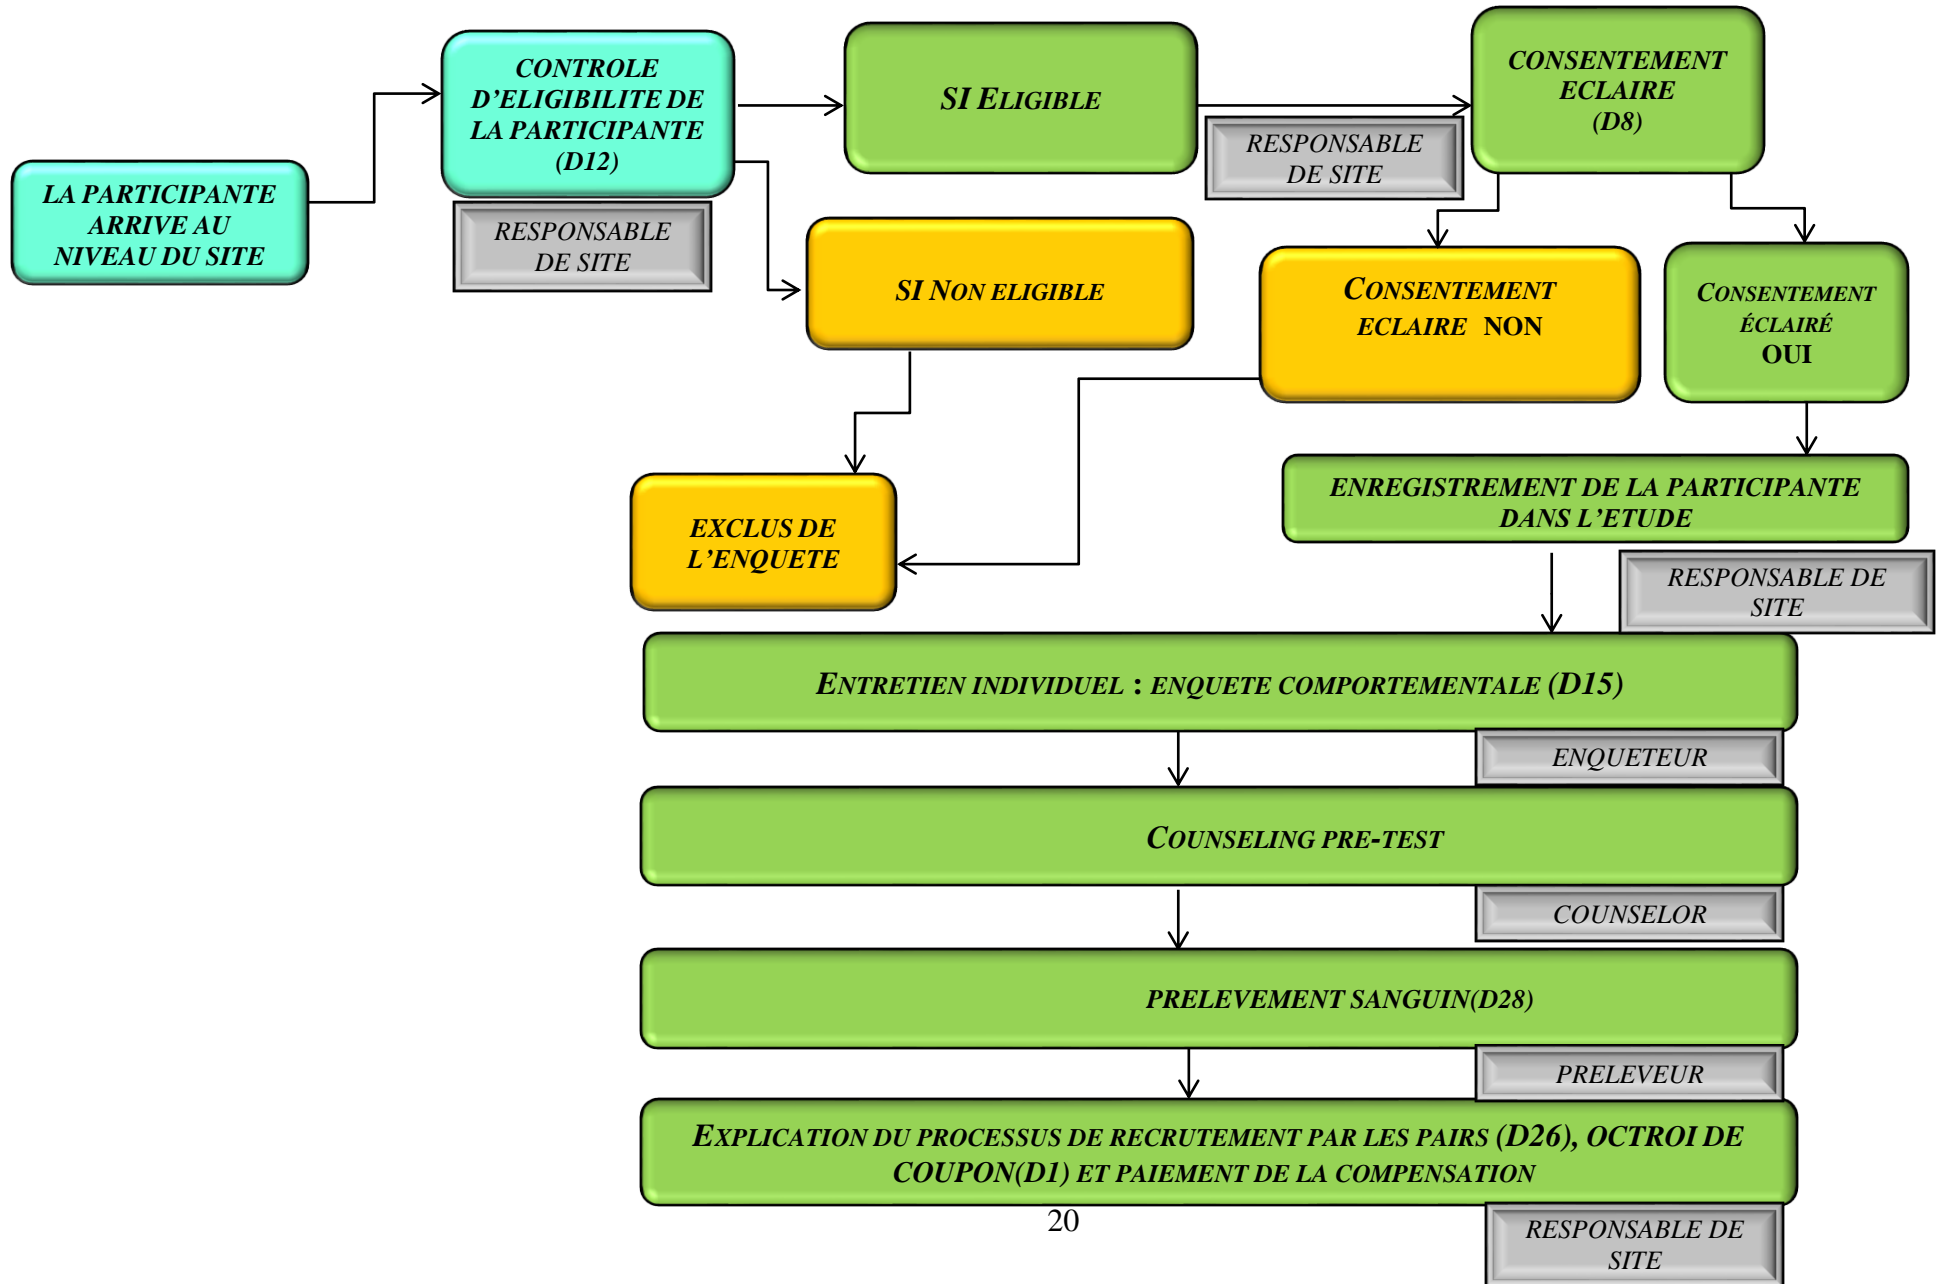 LA PARTICIPANTE
ARRIVE AU
NIVEAU DU SITE
CONTROLE
D’ELIGIBILITE DE
LA PARTICIPANTE
(D12)
RESPONSABLE
DE SITE
SI ELIGIBLE
RESPONSABLE
DE SITE
CONSENTEMENT
ECLAIRE
(D8)
SI NON ELIGIBLE
CONSENTEMENT
ECLAIRE NON
CONSENTEMENT
ÉCLAIRÉ
OUI
EXCLUS DE
L’ENQUETE
ENREGISTREMENT DE LA PARTICIPANTE
DANS L’ETUDE
RESPONSABLE DE
SITE
ENTRETIEN INDIVIDUEL : ENQUETE COMPORTEMENTALE (D15)
ENQUETEUR
COUNSELING PRE-TEST
COUNSELOR
PRELEVEMENT SANGUIN(D28)
PRELEVEUR
EXPLICATION DU PROCESSUS DE RECRUTEMENT PAR LES PAIRS (D26), OCTROI DE
COUPON(D1) ET PAIEMENT DE LA COMPENSATION
RESPONSABLE DE
SITE
20